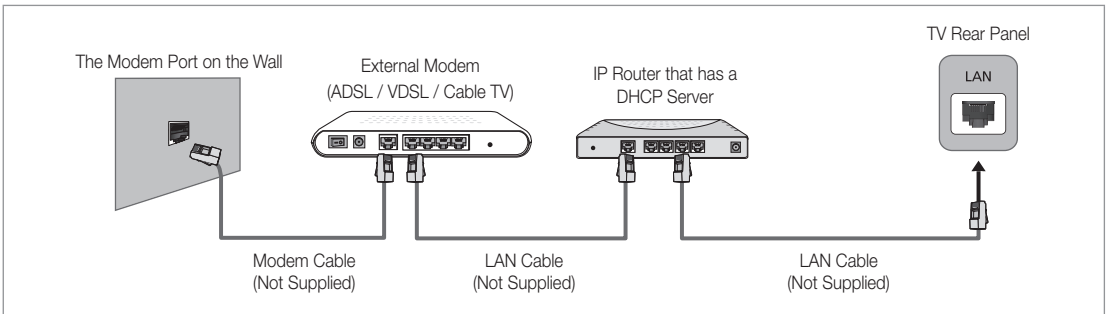 The Modem Port on the Wall
External Modem
(ADSL / VDSL / Cable TV)
IP Router that has a
DHCP Server
TV Rear Panel
LAN
Modem Cable
(Not Supplied)
LAN Cable
(Not Supplied)
LAN Cable
(Not Supplied)